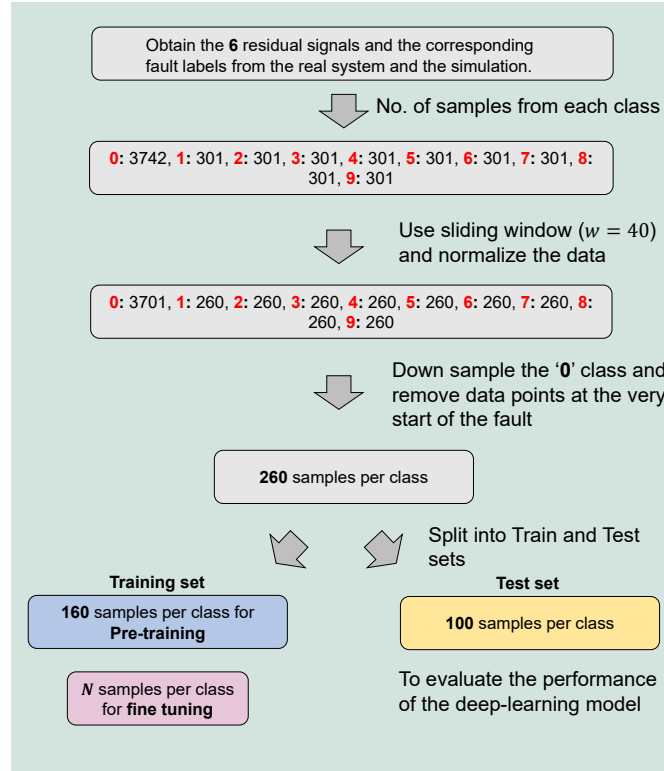 Obtain the 6 residual signals and the corresponding
fault labels from the real system and the simulation.
No. of samples from each class
0: 3742, 1: 301, 2: 301, 3: 301, 4: 301, 5: 301, 6: 301, 7: 301, 8:
301, 9: 301
Use sliding window (w = 40)
and normalize the data
0: 3701, 1: 260, 2: 260, 3: 260, 4: 260, 5: 260, 6: 260, 7: 260, 8:
260, 9: 260
Down sample the ‘0’ class and
remove data points at the very
start of the fault
260 samples per class
Split into Train and Test
sets
Training set
160 samples per class for
Pre-training
N samples per class
for fine tuning
Test set
100 samples per class
To evaluate the performance
of the deep-learning model